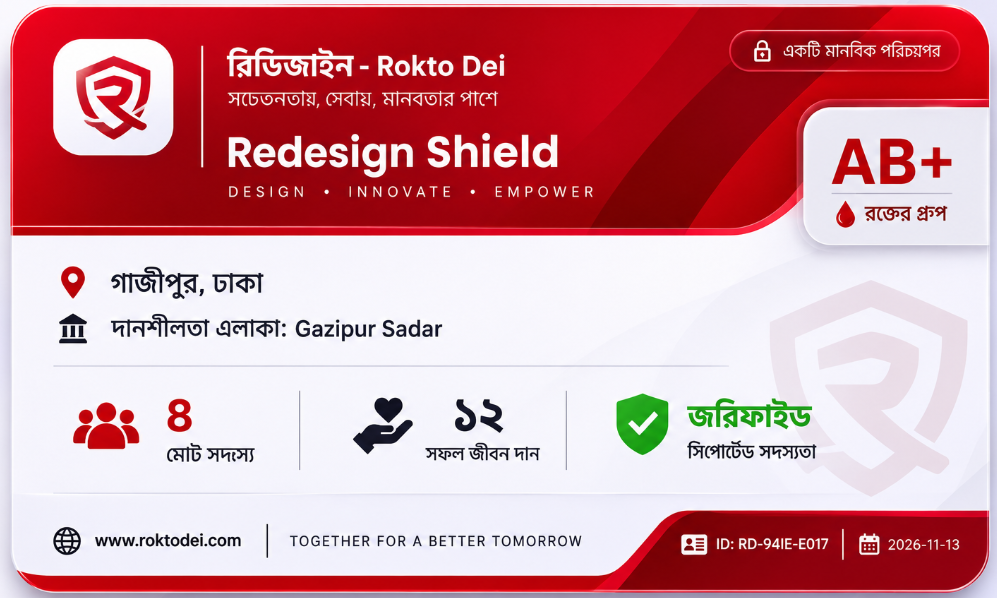 রিডিজাইন - Rokto Dei
সচেতনতায়, সেবায়, মানবতার পাশে
Redesign Shield
DESIGN • INNOVATE • EMPOWER
একটি মানবিক পরিচয়পর
AB+
রক্তের গ্রুপ
গাজীপুর, ঢাকা
দানশীলতা এলাকা: Gazipur Sadar
8
মোট সদস্য
১২
সফল জীবন দান
জরিফাইড
সিপোর্টেড সদস্যতা
www.roktodei.com
TOGETHER FOR A BETTER TOMORROW
ID: RD-94IE-E017
2026-11-13